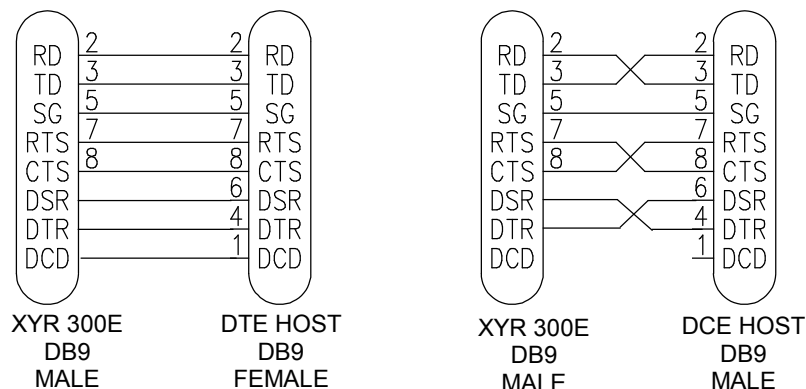 RD 2 2 RD
TD 3 3 TD
SG 5 5 SG
RTS 7 7 RTS
CTS 8 8 CTS
DSR 6 DSR
DTR 4 DTR
DCD 1 DCD
XYR 300E
DB9
MALE
DTE HOST
DB9
FEMALE
RD 2 2 RD
TD 3 3 TD
SG 5 5 SG
RTS 7 7 RTS
CTS 8 8 CTS
DSR 6 DSR
DTR 4 DTR
DCD 1 DCD
XYR 300E
DB9
MALE
DCE HOST
DB9
MALE